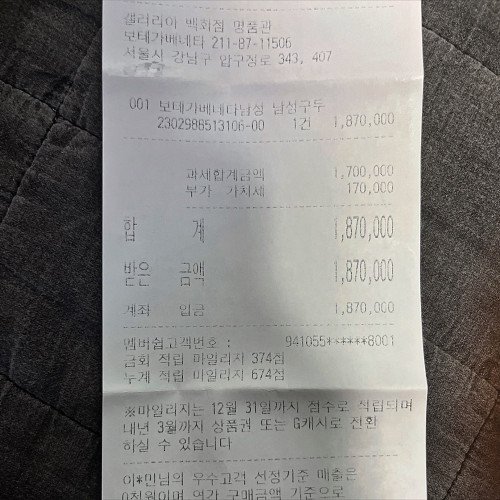 갤러리아 백화점 명품관
보테가베네타 211-87-11506
서울시 강남구 압구정로 343, 407
001 보테가베네타남성 남성구두
2302986513106-00 1건 1,870,000
과세합계금액 1,700,000
부가 가치세 170,000
합 계 1,870,000
받은 금액 1,870,000
계좌 입금 1,870,000
멤버쉽고객번호 : 941055******8001
금회 적립 마일리지 374점
누계 적립 마일리지 674점
※마일리지는 12월 31일까지 점수로 적립되며
내년 3월까지 상품권 또는 G캐시로 전환
하실 수 있습니다
이*민님의 우수고객 선정기준 매출은
0천원이며 연간 구매금액 기준으로